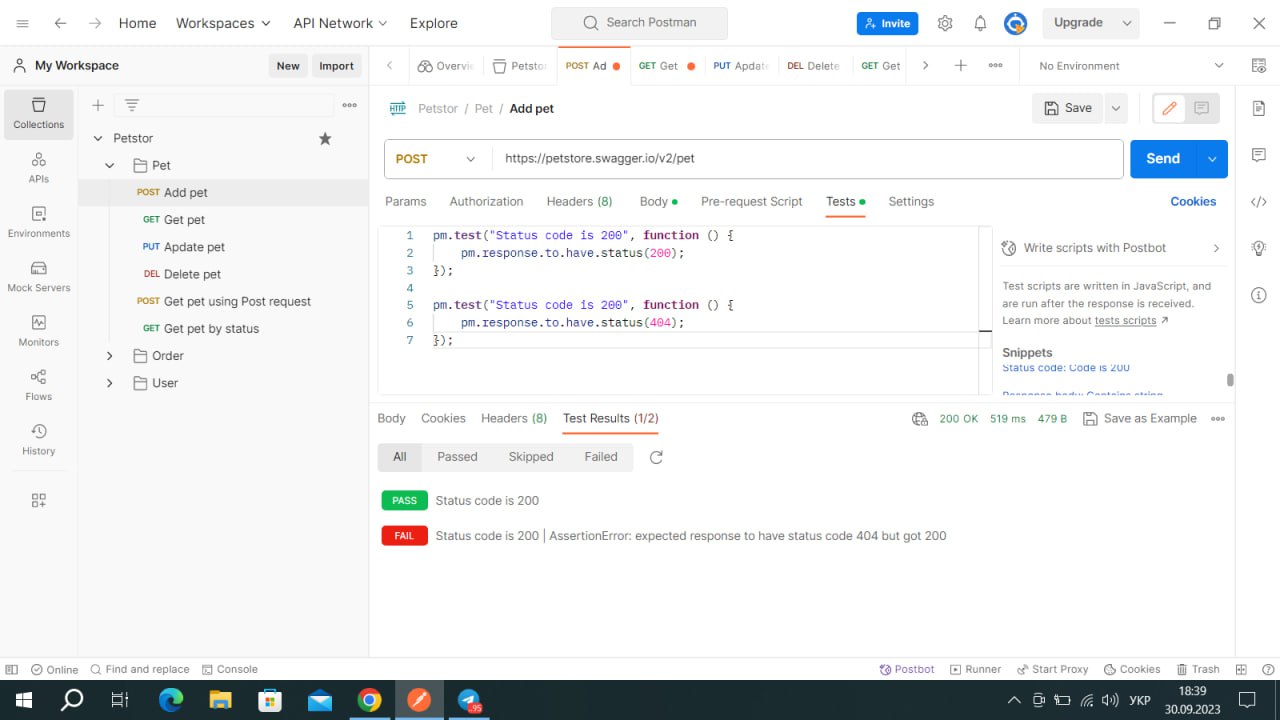 Home Workspaces API Network Explore Search Postman Invite Upgrade
My Workspace New Import Overvie Petstor POST Ad GET Get PUT Apdate DEL Delete GET Get No Environment
Collections
APIs
Environments
Mock Servers
Monitors
Flows
History
Petstor
Pet
POST Add pet
GET Get pet
PUT Apdate pet
DEL Delete pet
POST Get pet using Post request
GET Get pet by status
Order
User
HTTP Petstor / Pet / Add pet Save
POST https://petstore.swagger.io/v2/pet Send
Params Authorization Headers (8) Body Pre-request Script Tests Settings Cookies
1 pm.test("Status code is 200", function () {
2 pm.response.to.have.status(200);
3 });
4
5 pm.test("Status code is 200", function () {
6 pm.response.to.have.status(404);
7 });
Write scripts with Postbot
Test scripts are written in JavaScript, and
are run after the response is received.
Learn more about tests scripts
Snippets
Status code: Code is 200
Response body: Contains string
Body Cookies Headers (8) Test Results (1/2) 200 OK 519 ms 479 B Save as Example
All Passed Skipped Failed
PASS Status code is 200
FAIL Status code is 200 | AssertionError: expected response to have status code 404 but got 200
Online Find and replace Console Postbot Runner Start Proxy Cookies Trash
95 УКР 18:39
30.09.2023